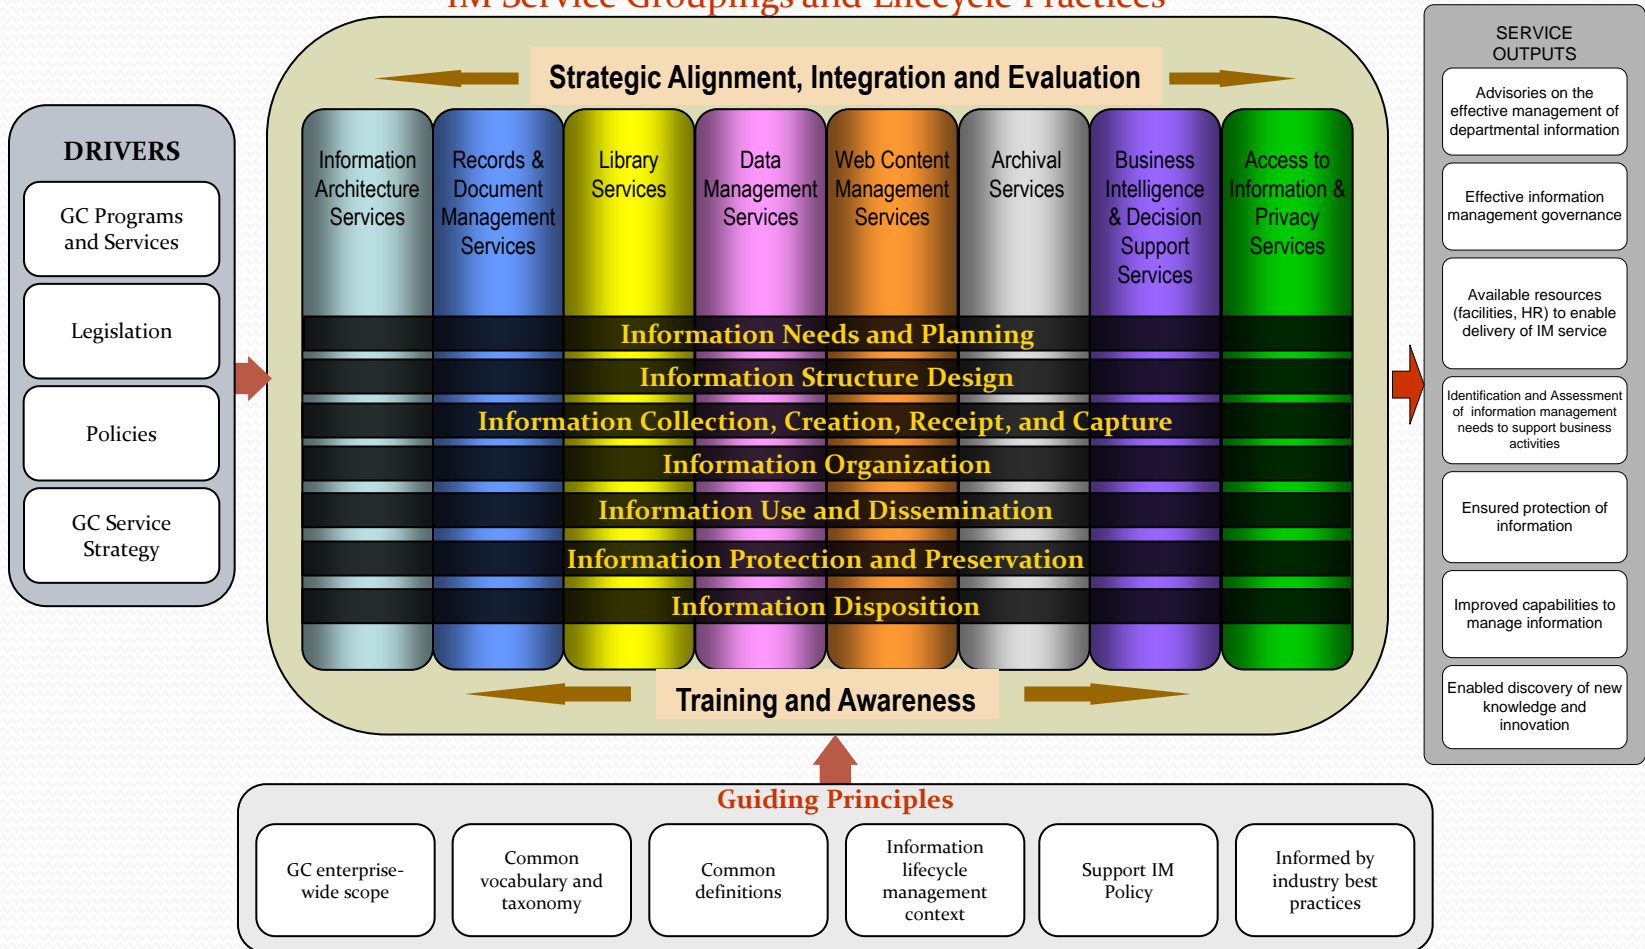 IM Service Groupings and Lifecycle Practices
DRIVERS
GC Programs
and Services
Legislation
Policies
GC Service
Strategy
Strategic Alignment, Integration and Evaluation
Information
Architecture
Services
Records &
Document
Management
Services
Library
Services
Data
Management
Services
Web Content
Management
Services
Archival
Services
Business
Intelligence
& Decision
Support
Services
Access to
Information &
Privacy
Services
Information Needs and Planning
Information Structure Design
Information Collection, Creation, Receipt, and Capture
Information Organization
Information Use and Dissemination
Information Protection and Preservation
Information Disposition
Training and Awareness
SERVICE
OUTPUTS
Advisories on the
effective management of
departmental information
Effective information
management governance
Available resources
(facilities, HR) to enable
delivery of IM service
Identification and Assessment
of information management
needs to support business
activities
Ensured protection of
information
Improved capabilities to
manage information
Enabled discovery of new
knowledge and
innovation
Guiding Principles
GC enterprise-
wide scope
Common
vocabulary and
taxonomy
Common
definitions
Information
lifecycle
management
context
Support IM
Policy
Informed by
industry best
practices